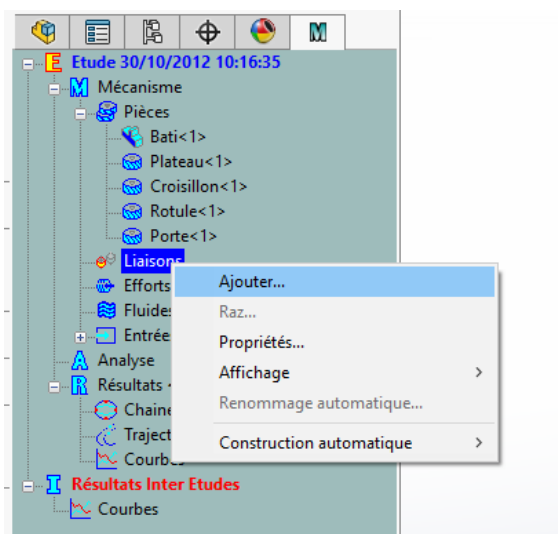 Etude 30/10/2012 10:16:35
Mécanisme
Pièces
Bati<1>
Plateau<1>
Croisillon<1>
Rotule<1>
Porte<1>
Liaisons
Ajouter...
Efforts
Raz...
Fluides
Propriétés...
Entrée
Affichage
Analyse
Renommage automatique...
Résultats
Chaine
Construction automatique
Traject
Courbes
Résultats Inter Etudes
Courbes